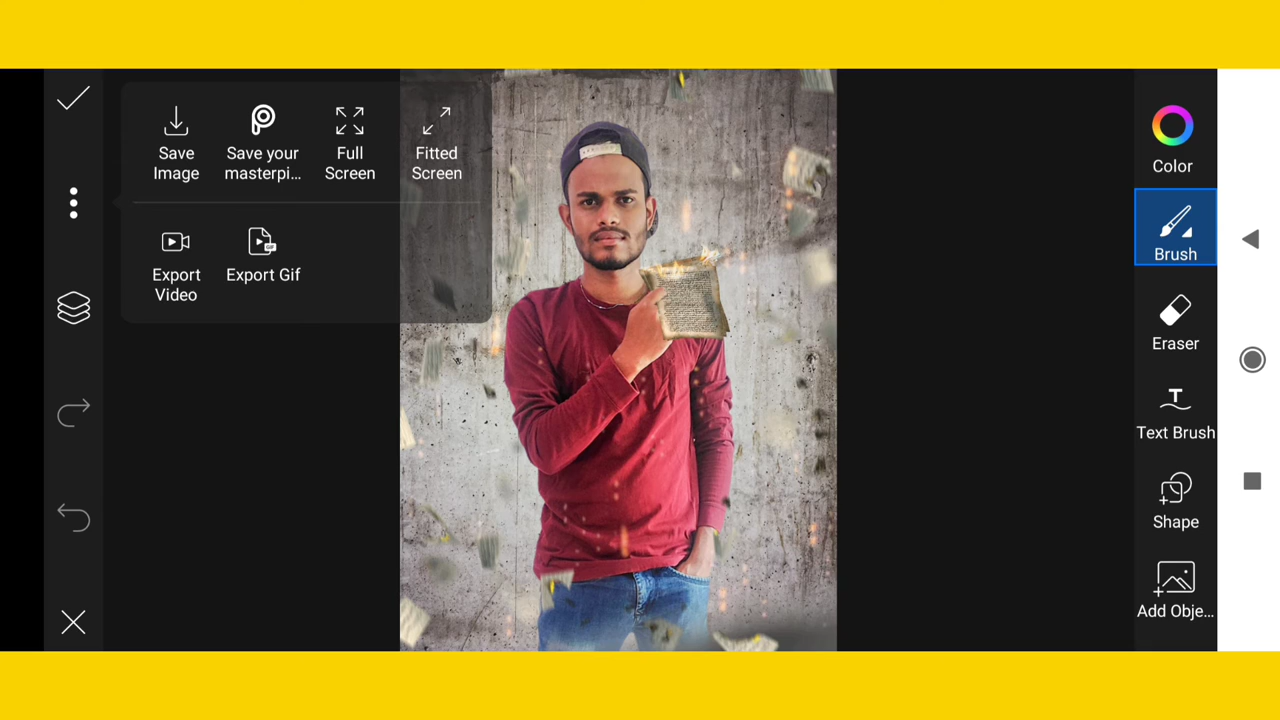 Save
Image
Save your
masterpi...
Full
Screen
Fitted
Screen
Export
Video
Export Gif
Color
Brush
Eraser
Text Brush
Shape
Add Obje...